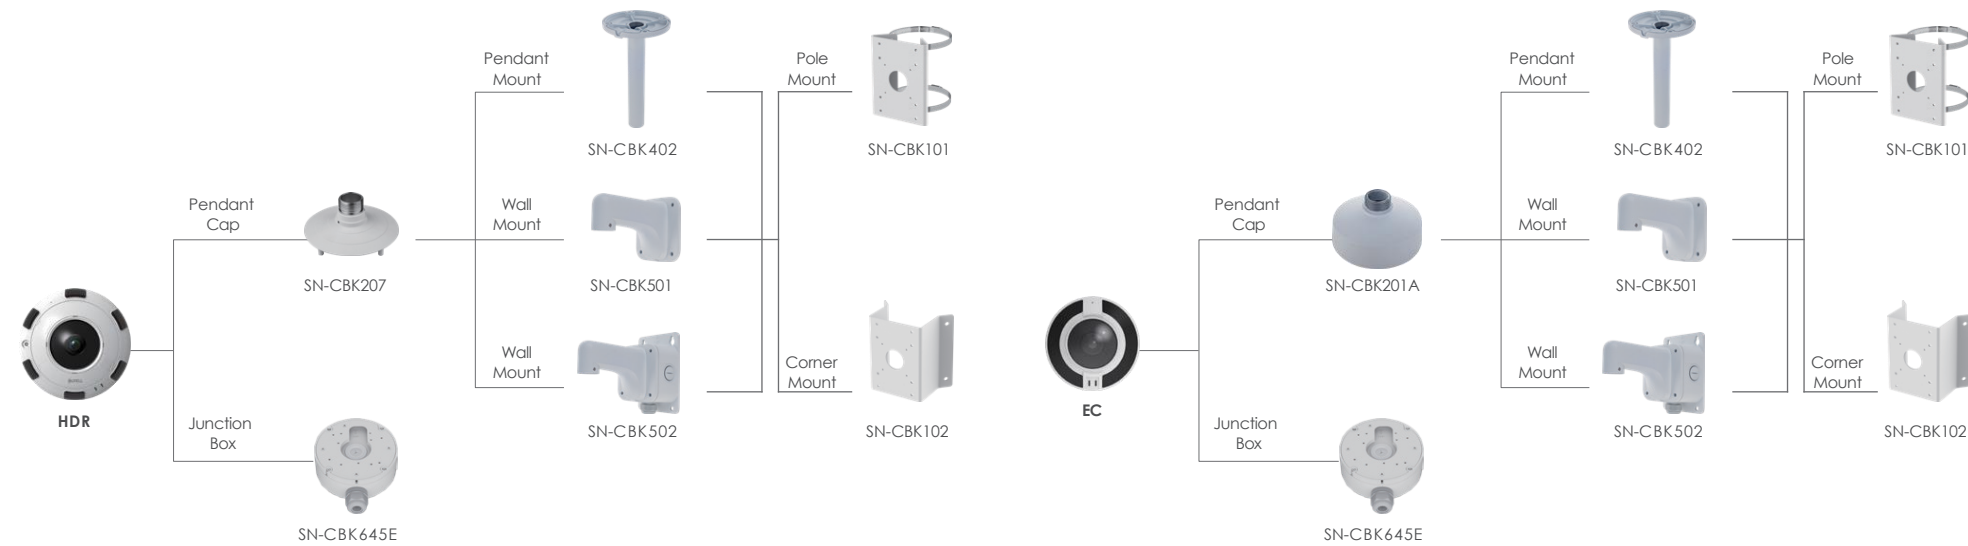 Pendant
Mount
SN-CBK402
Pole
Mount
SN-CBK101
Pendant
Cap
SN-CBK207
Wall
Mount
SN-CBK501
HDR
Wall
Mount
SN-CBK502
Corner
Mount
SN-CBK102
Junction
Box
SN-CBK645E
Pendant
Mount
SN-CBK402
Pole
Mount
SN-CBK101
Pendant
Cap
SN-CBK201A
Wall
Mount
SN-CBK501
EC
Wall
Mount
SN-CBK502
Corner
Mount
SN-CBK102
Junction
Box
SN-CBK645E